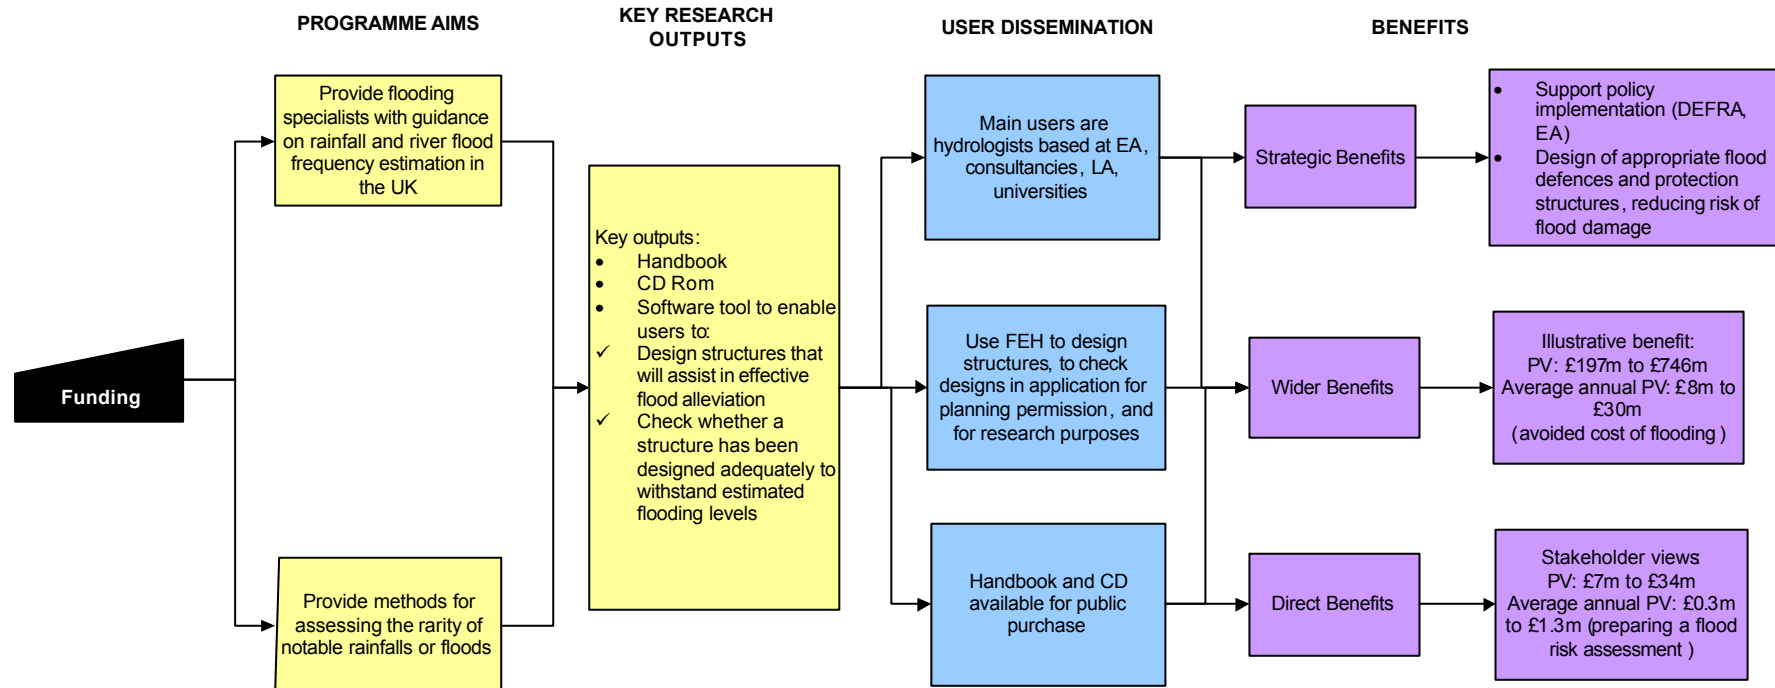 PROGRAMME AIMS
KEY RESEARCH
OUTPUTS
USER DISSEMINATION
BENEFITS
Funding
Provide flooding
specialists with guidance
on rainfall and river flood
frequency estimation in
the UK
Provide methods for
assessing the rarity of
notable rainfalls or floods
Key outputs:
• Handbook
• CD Rom
• Software tool to enable
users to:
✓ Design structures that
will assist in effective
flood alleviation
✓ Check whether a
structure has been
designed adequately to
withstand estimated
flooding levels
Main users are
hydrologists based at EA,
consultancies, LA,
universities
Use FEH to design
structures, to check
designs in application for
planning permission, and
for research purposes
Handbook and CD
available for public
purchase
Strategic Benefits
Wider Benefits
Direct Benefits
• Support policy
implementation (DEFRA,
EA)
• Design of appropriate flood
defences and protection
structures, reducing risk of
flood damage
Illustrative benefit:
PV: £197m to £746m
Average annual PV: £8m to
£30m
(avoided cost of flooding)
Stakeholder views
PV: £7m to £34m
Average annual PV: £0.3m
to £1.3m (preparing a flood
risk assessment)